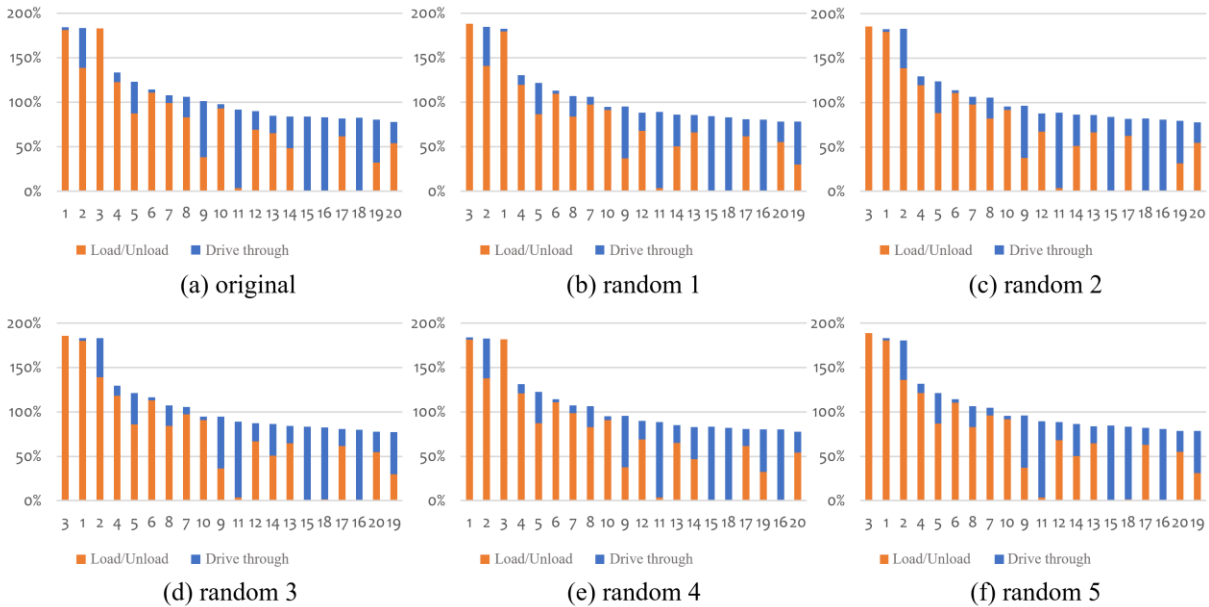 200%
150%
100%
50%
0%
1 2 3 4 5 6 7 8 9 10 11 12 13 14 15 16 17 18 19 20
Load/Unload Drive through
(a) original
200%
150%
100%
50%
0%
3 2 1 4 5 6 8 7 10 9 12 11 14 13 15 18 17 16 20 19
Load/Unload Drive through
(b) random 1
200%
150%
100%
50%
0%
3 1 2 4 5 6 7 8 10 9 12 11 14 13 15 17 18 16 19 20
Load/Unload Drive through
(c) random 2
200%
150%
100%
50%
0%
3 1 2 4 5 6 8 7 10 9 11 12 14 13 15 18 17 16 20 19
Load/Unload Drive through
(d) random 3
200%
150%
100%
50%
0%
1 2 3 4 5 6 7 8 10 9 12 11 13 14 15 18 17 19 16 20
Load/Unload Drive through
(e) random 4
200%
150%
100%
50%
0%
3 1 2 4 5 6 8 7 10 9 11 12 14 13 15 18 17 16 20 19
Load/Unload Drive through
(f) random 5